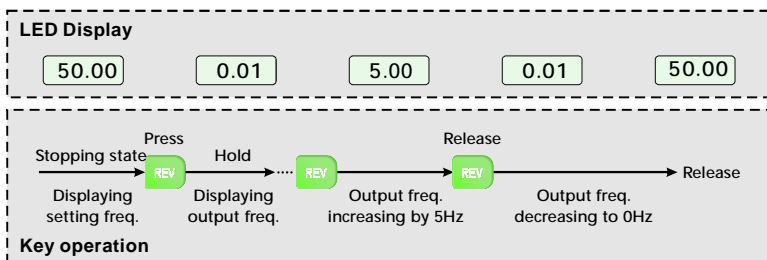 LED Display
50.00 0.01 5.00 0.01 50.00
Press Release
Stopping state Hold
REV REV REV Release
Displaying Displaying Output freq. Output freq.
setting freq. output freq. increasing by 5Hz decreasing to 0Hz
Key operation